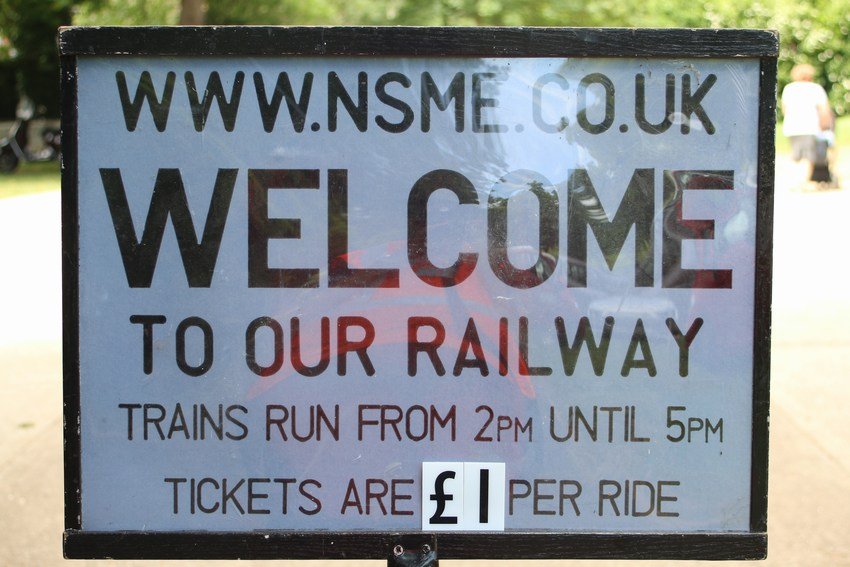 WWW.NSME.CO.UK
WELCOME
TO OUR RAILWAY
TRAINS RUN FROM 2PM UNTIL 5PM
TICKETS ARE £1 PER RIDE